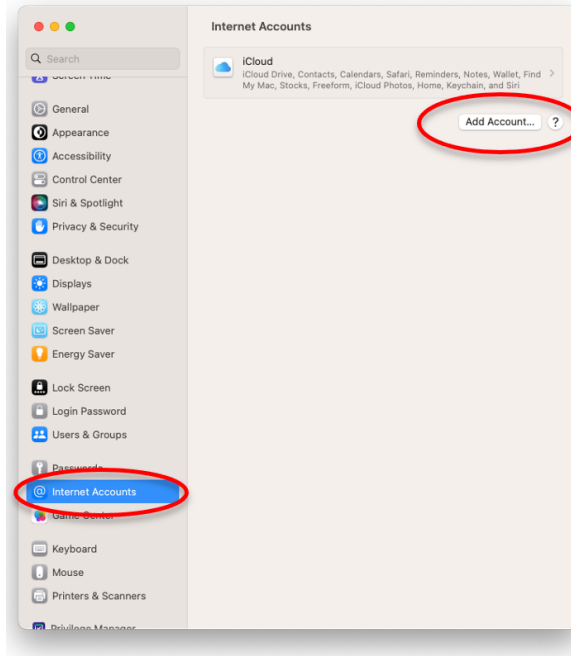 Internet Accounts
Search
Screen Time
General
Appearance
Accessibility
Control Center
Siri & Spotlight
Privacy & Security
Desktop & Dock
Displays
Wallpaper
Screen Saver
Energy Saver
Lock Screen
Login Password
Users & Groups
Passwords
@ Internet Accounts
Game Center
Keyboard
Mouse
Printers & Scanners
Privilege Manager
iCloud
iCloud Drive, Contacts, Calendars, Safari, Reminders, Notes, Wallet, Find
My Mac, Stocks, Freeform, iCloud Photos, Home, Keychain, and Siri
Add Account... ?